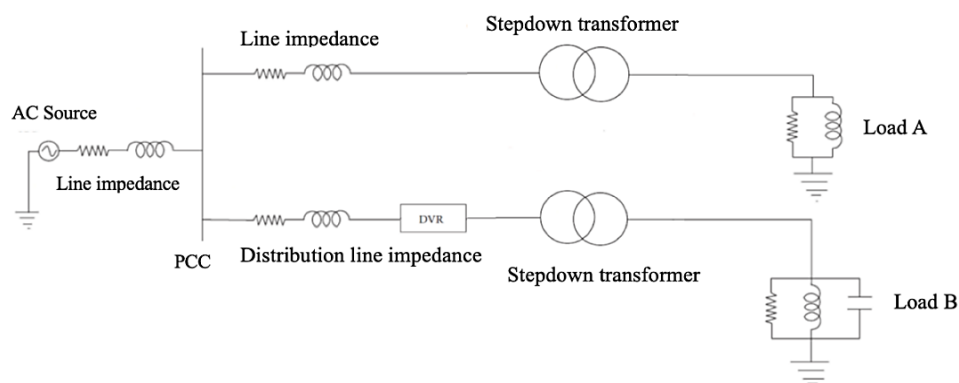 Stepdown transformer
Line impedance
AC Source
Load A
Line impedance
DVR
PCC
Distribution line impedance
Stepdown transformer
Load B